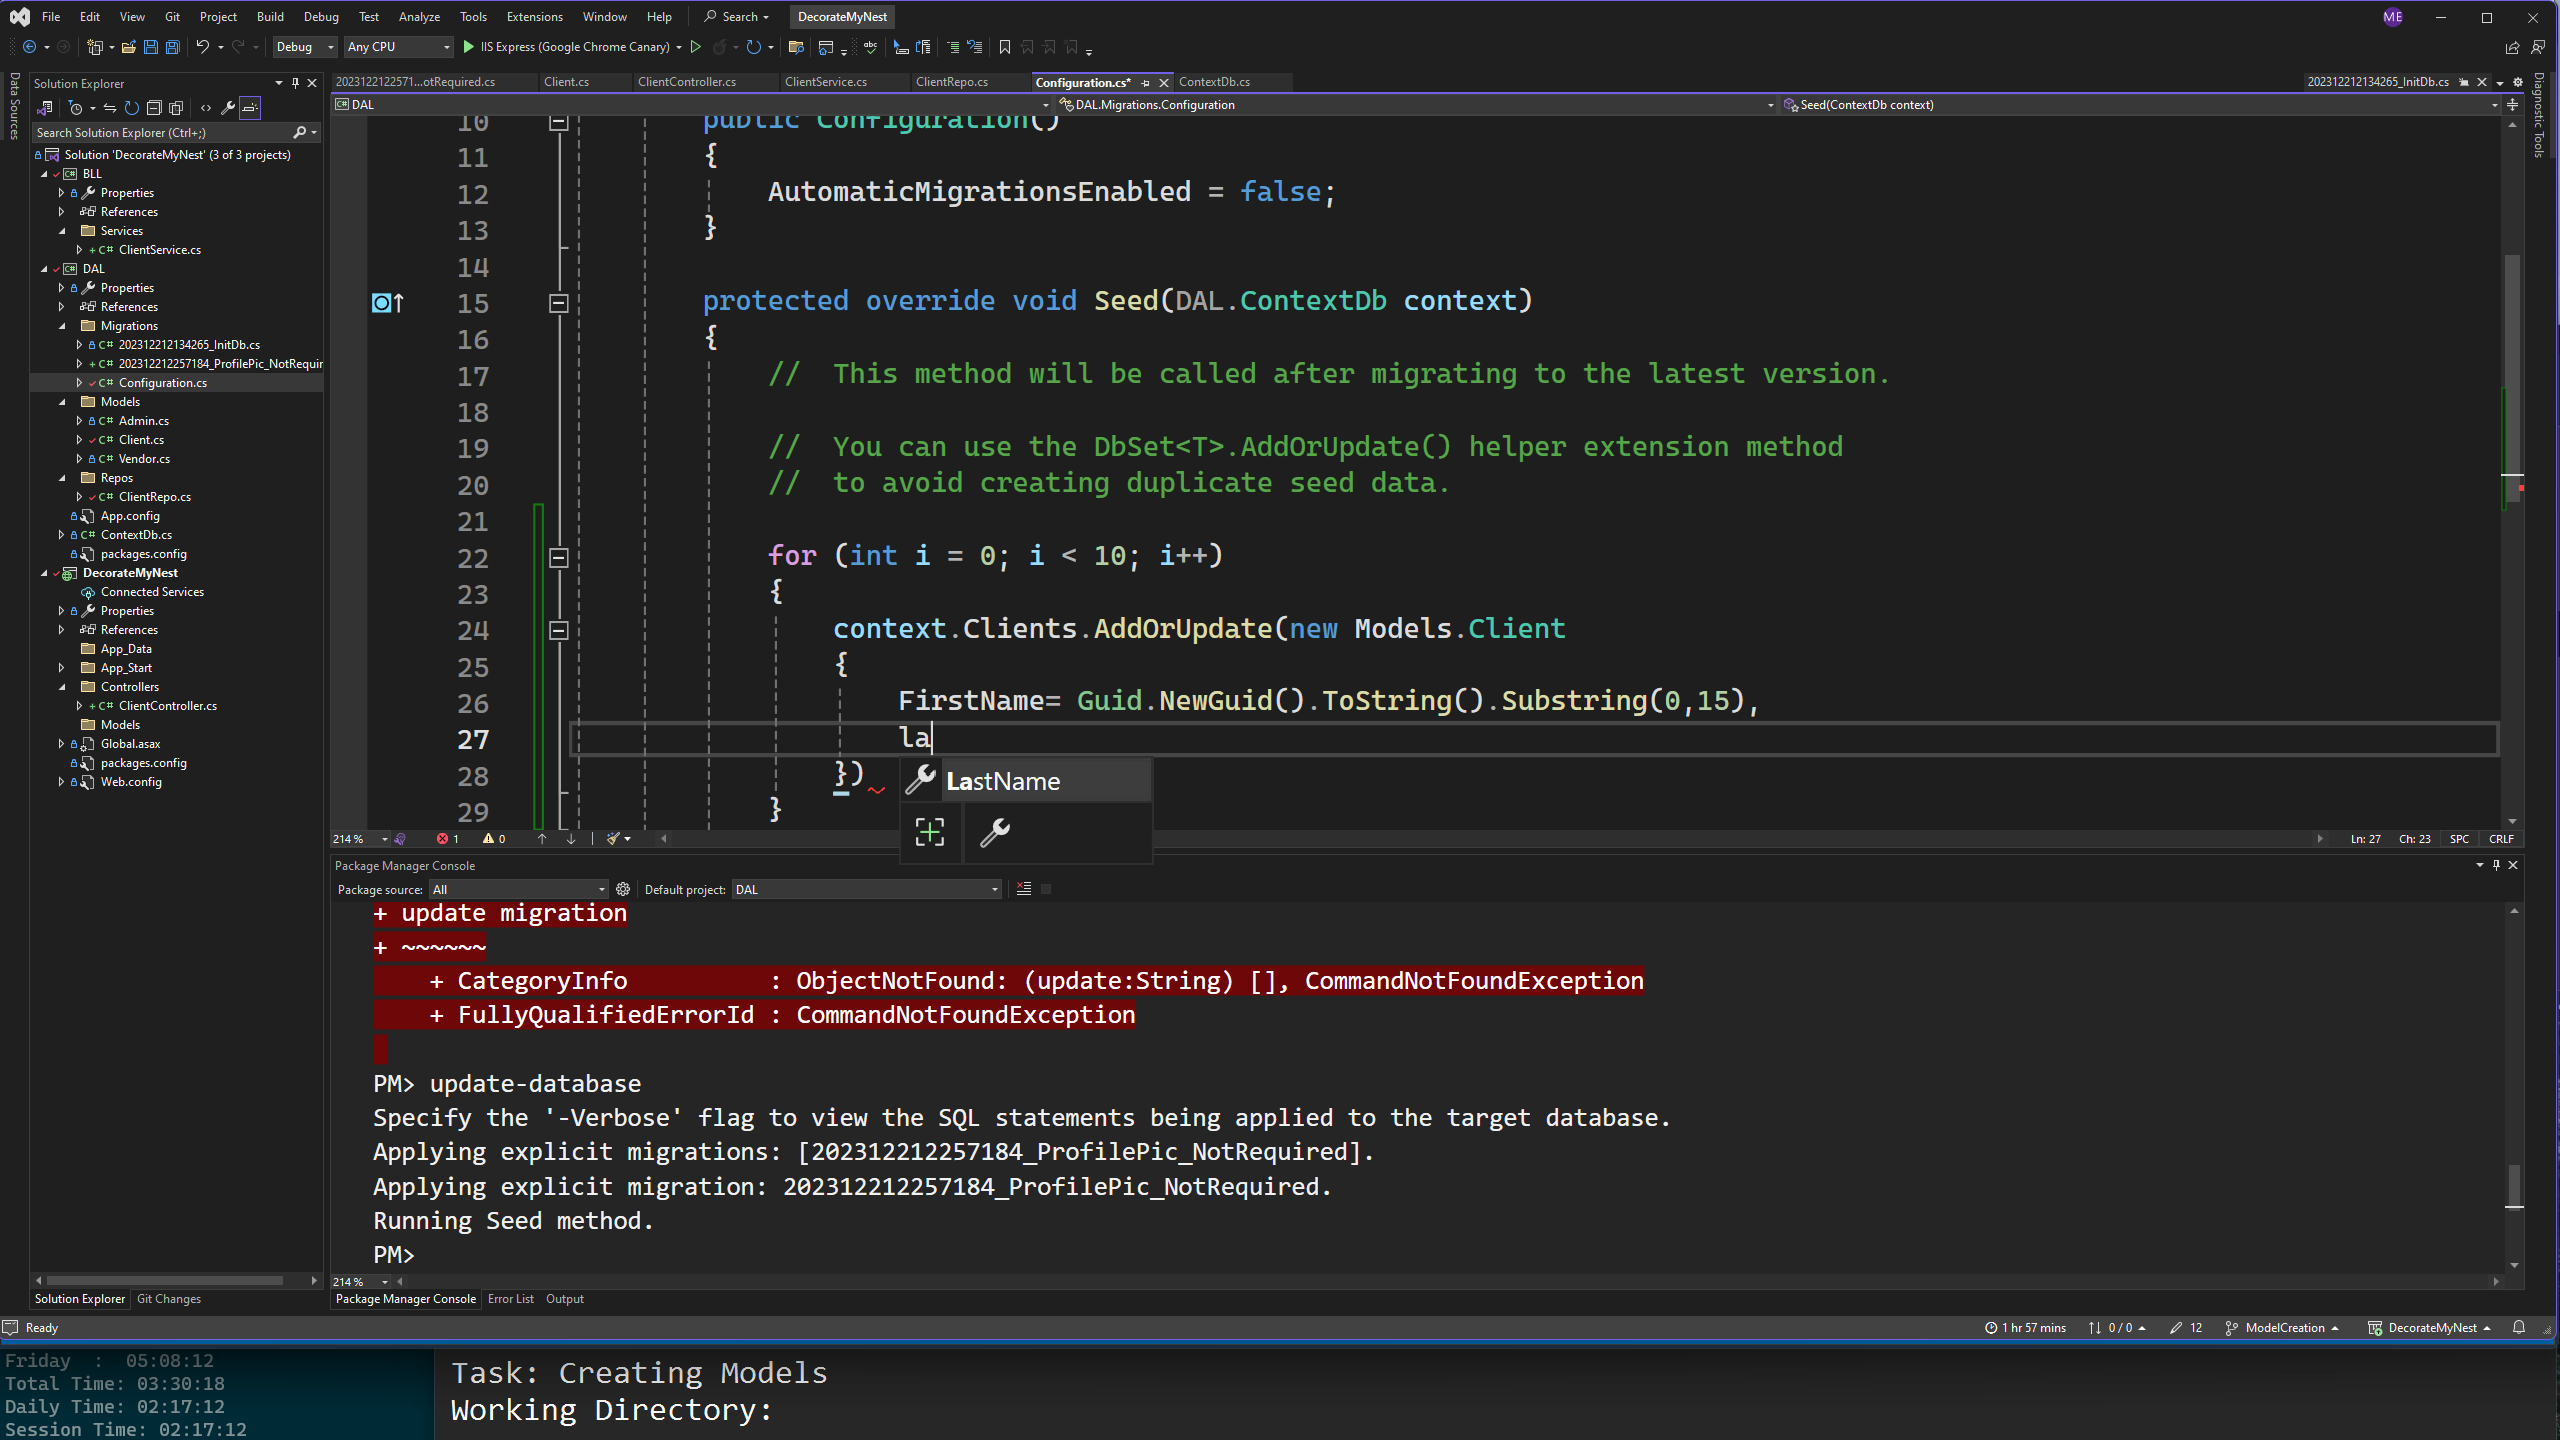 File Edit View Git Project Build Debug Test Analyze Tools Extensions Window Help Search DecorateMyNest ME
Debug Any CPU IIS Express (Google Chrome Canary)
Data Sources
Solution Explorer
Search Solution Explorer (Ctrl+;)
Solution 'DecorateMyNest' (3 of 3 projects)
BLL
Properties
References
Services
C# ClientService.cs
DAL
Properties
References
Migrations
C# 202312212134265_InitDb.cs
C# 202312212257184_ProfilePic_NotRequir
C# Configuration.cs
Models
C# Admin.cs
C# Client.cs
C# Vendor.cs
Repos
C# ClientRepo.cs
App.config
C# ContextDb.cs
packages.config
DecorateMyNest
Connected Services
Properties
References
App_Data
App_Start
Controllers
C# ClientController.cs
Models
Global.asax
packages.config
Web.config
Solution Explorer Git Changes
2023122122571...otRequired.cs Client.cs ClientController.cs ClientService.cs ClientRepo.cs Configuration.cs* ContextDb.cs 202312212134265_InitDb.cs
DAL DAL.Migrations.Configuration Seed(ContextDb context)
Diagnostic Tools
10 public Configuration()
11 {
12 AutomaticMigrationsEnabled = false;
13 }
14
15 protected override void Seed(DAL.ContextDb context)
16 {
17 // This method will be called after migrating to the latest version.
18
19 // You can use the DbSet<T>.AddOrUpdate() helper extension method
20 // to avoid creating duplicate seed data.
21
22 for (int i = 0; i < 10; i++)
23 {
24 context.Clients.AddOrUpdate(new Models.Client
25 {
26 FirstName= Guid.NewGuid().ToString().Substring(0,15),
27 la
28 })
LastName
29 }
214 % 1 0 Ln: 27 Ch: 23 SPC CRLF
Package Manager Console
Package source: All Default project: DAL
+ update migration
+ ~~~~~~
+ CategoryInfo : ObjectNotFound: (update:String) [], CommandNotFoundException
+ FullyQualifiedErrorId : CommandNotFoundException
PM> update-database
Specify the '-Verbose' flag to view the SQL statements being applied to the target database.
Applying explicit migrations: [202312212257184_ProfilePic_NotRequired].
Applying explicit migration: 202312212257184_ProfilePic_NotRequired.
Running Seed method.
PM>
214 %
Package Manager Console Error List Output
Ready 1 hr 57 mins 0 / 0 12 ModelCreation DecorateMyNest
Friday : 05:08:12
Total Time: 03:30:18
Daily Time: 02:17:12
Session Time: 02:17:12
Task: Creating Models
Working Directory: